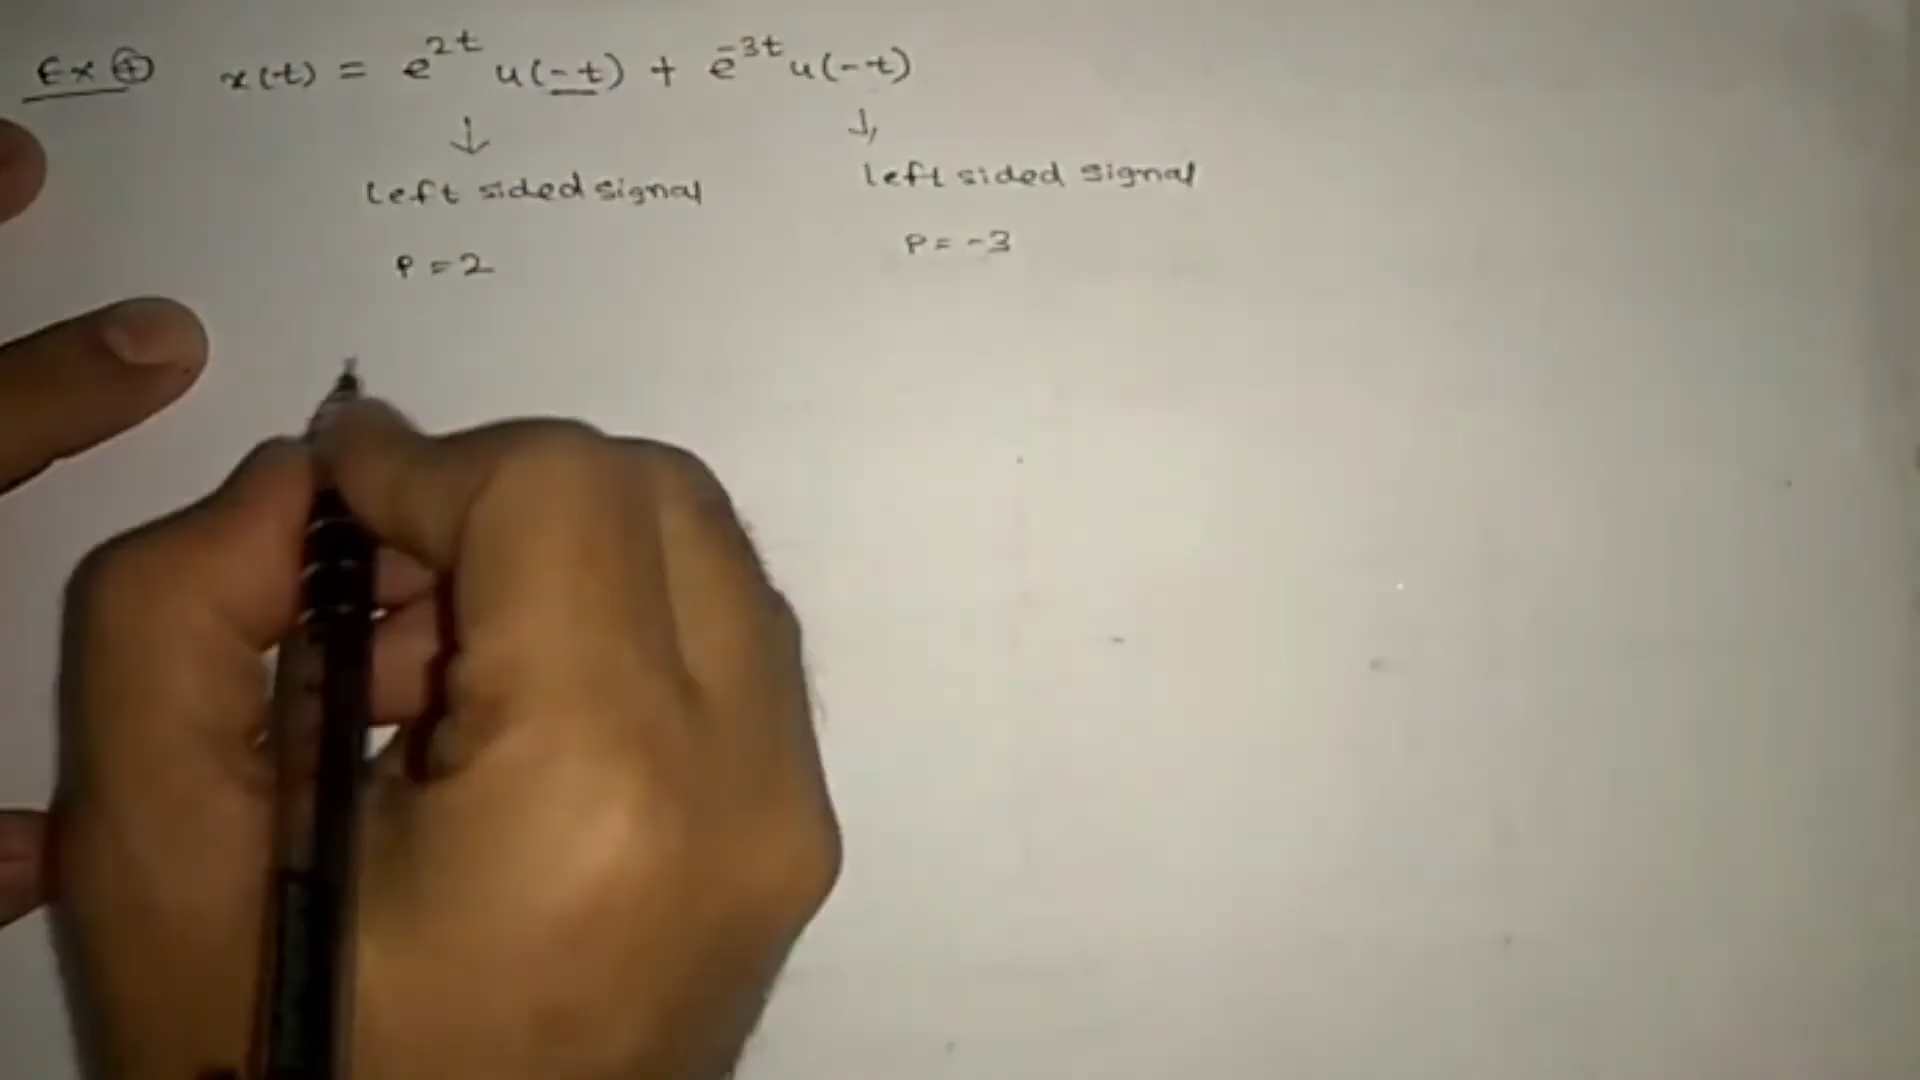 Ex ④ x(t) = e^{2t} u(-t) + e^{-3t} u(-t)
↓ ↓
left sided signal left sided signal
P = 2 P = -3